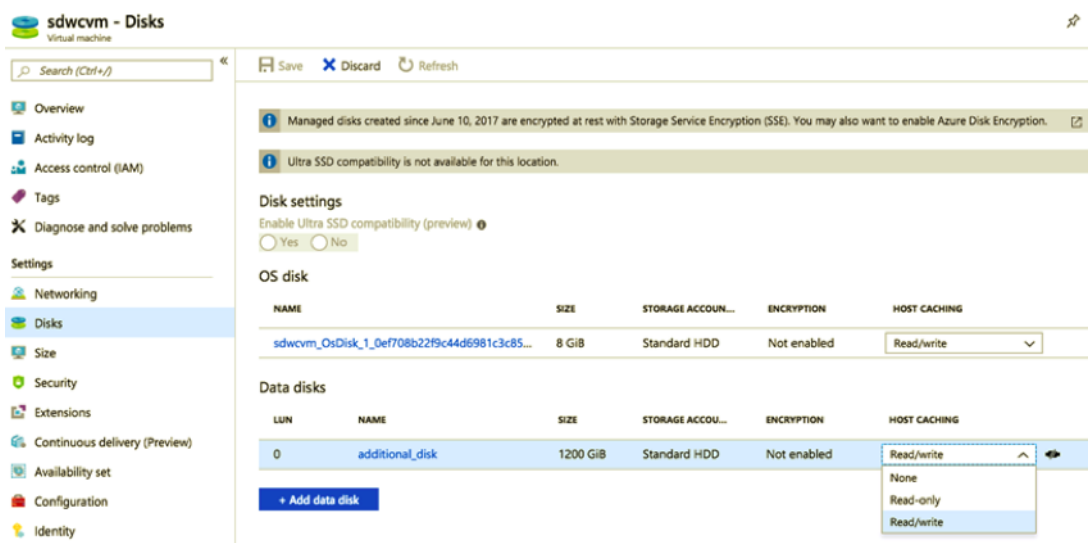 sdwcvm - Disks
Virtual machine
Search (Ctrl+/)
«
Overview
Activity log
Access control (IAM)
Tags
Diagnose and solve problems
Settings
Networking
Disks
Size
Security
Extensions
Continuous delivery (Preview)
Availability set
Configuration
Identity
Save Discard Refresh
Managed disks created since June 10, 2017 are encrypted at rest with Storage Service Encryption (SSE). You may also want to enable Azure Disk Encryption.
Ultra SSD compatibility is not available for this location.
Disk settings
Enable Ultra SSD compatibility (preview)
Yes No
OS disk
NAME SIZE STORAGE ACCOUN... ENCRYPTION HOST CACHING
sdwcvm_OsDisk_1_0ef708b22f9c44d6981c3c85... 8 GiB Standard HDD Not enabled Read/write
Data disks
LUN NAME SIZE STORAGE ACCOU... ENCRYPTION HOST CACHING
0 additional_disk 1200 GiB Standard HDD Not enabled Read/write
None
Read-only
Read/write
+ Add data disk